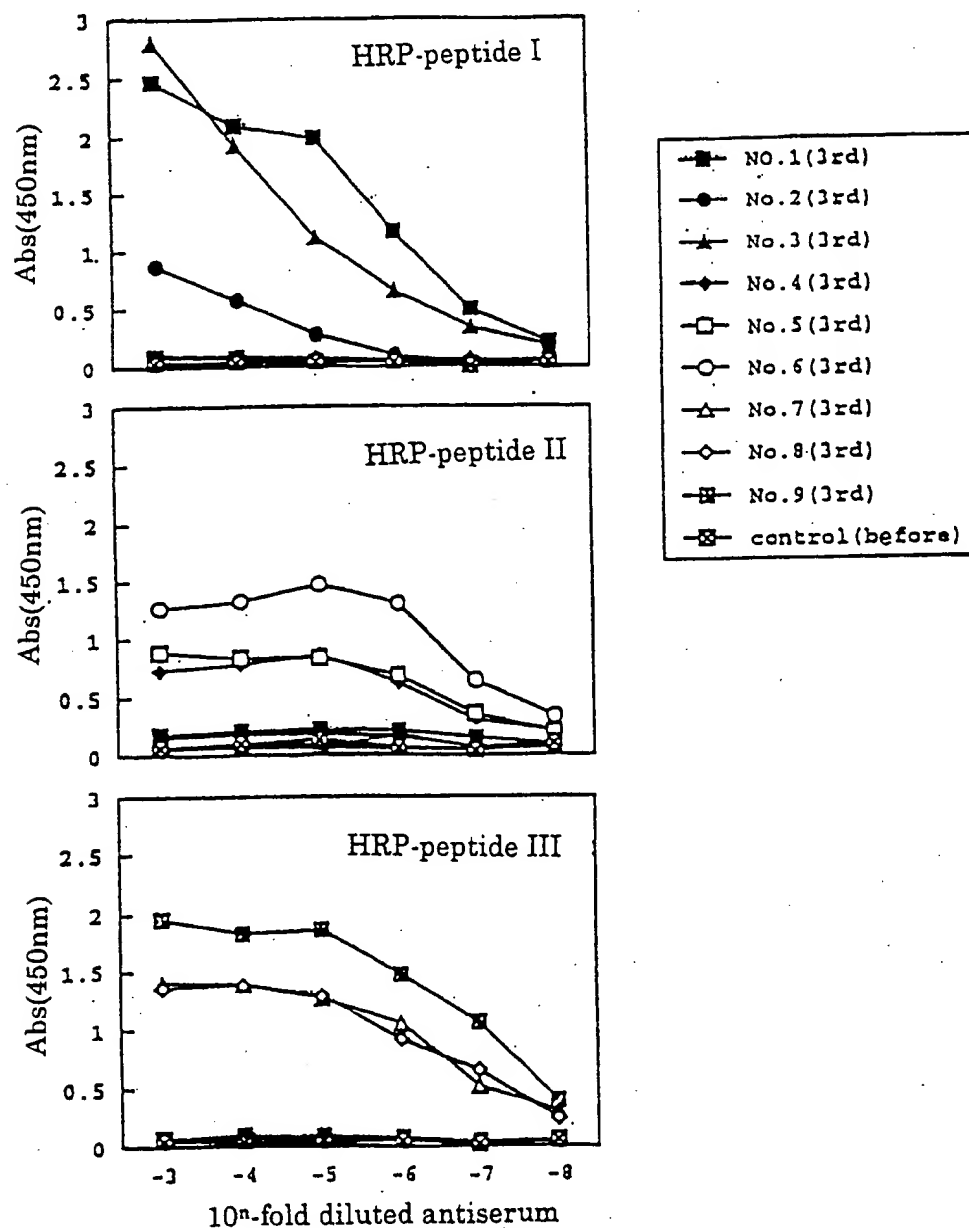 3
2.5
2
1.5
1
0.5
0
Abs(450nm)
HRP-peptide I
3
2.5
2
1.5
1
0.5
0
Abs(450nm)
HRP-peptide II
3
2.5
2
1.5
1
0.5
0
Abs(450nm)
HRP-peptide III
-3 -4 -5 -6 -7 -8
10ⁿ-fold diluted antiserum
NO.1(3rd)
No.2(3rd)
No.3(3rd)
No.4(3rd)
No.5(3rd)
No.6(3rd)
No.7(3rd)
No.8(3rd)
No.9(3rd)
control(before)